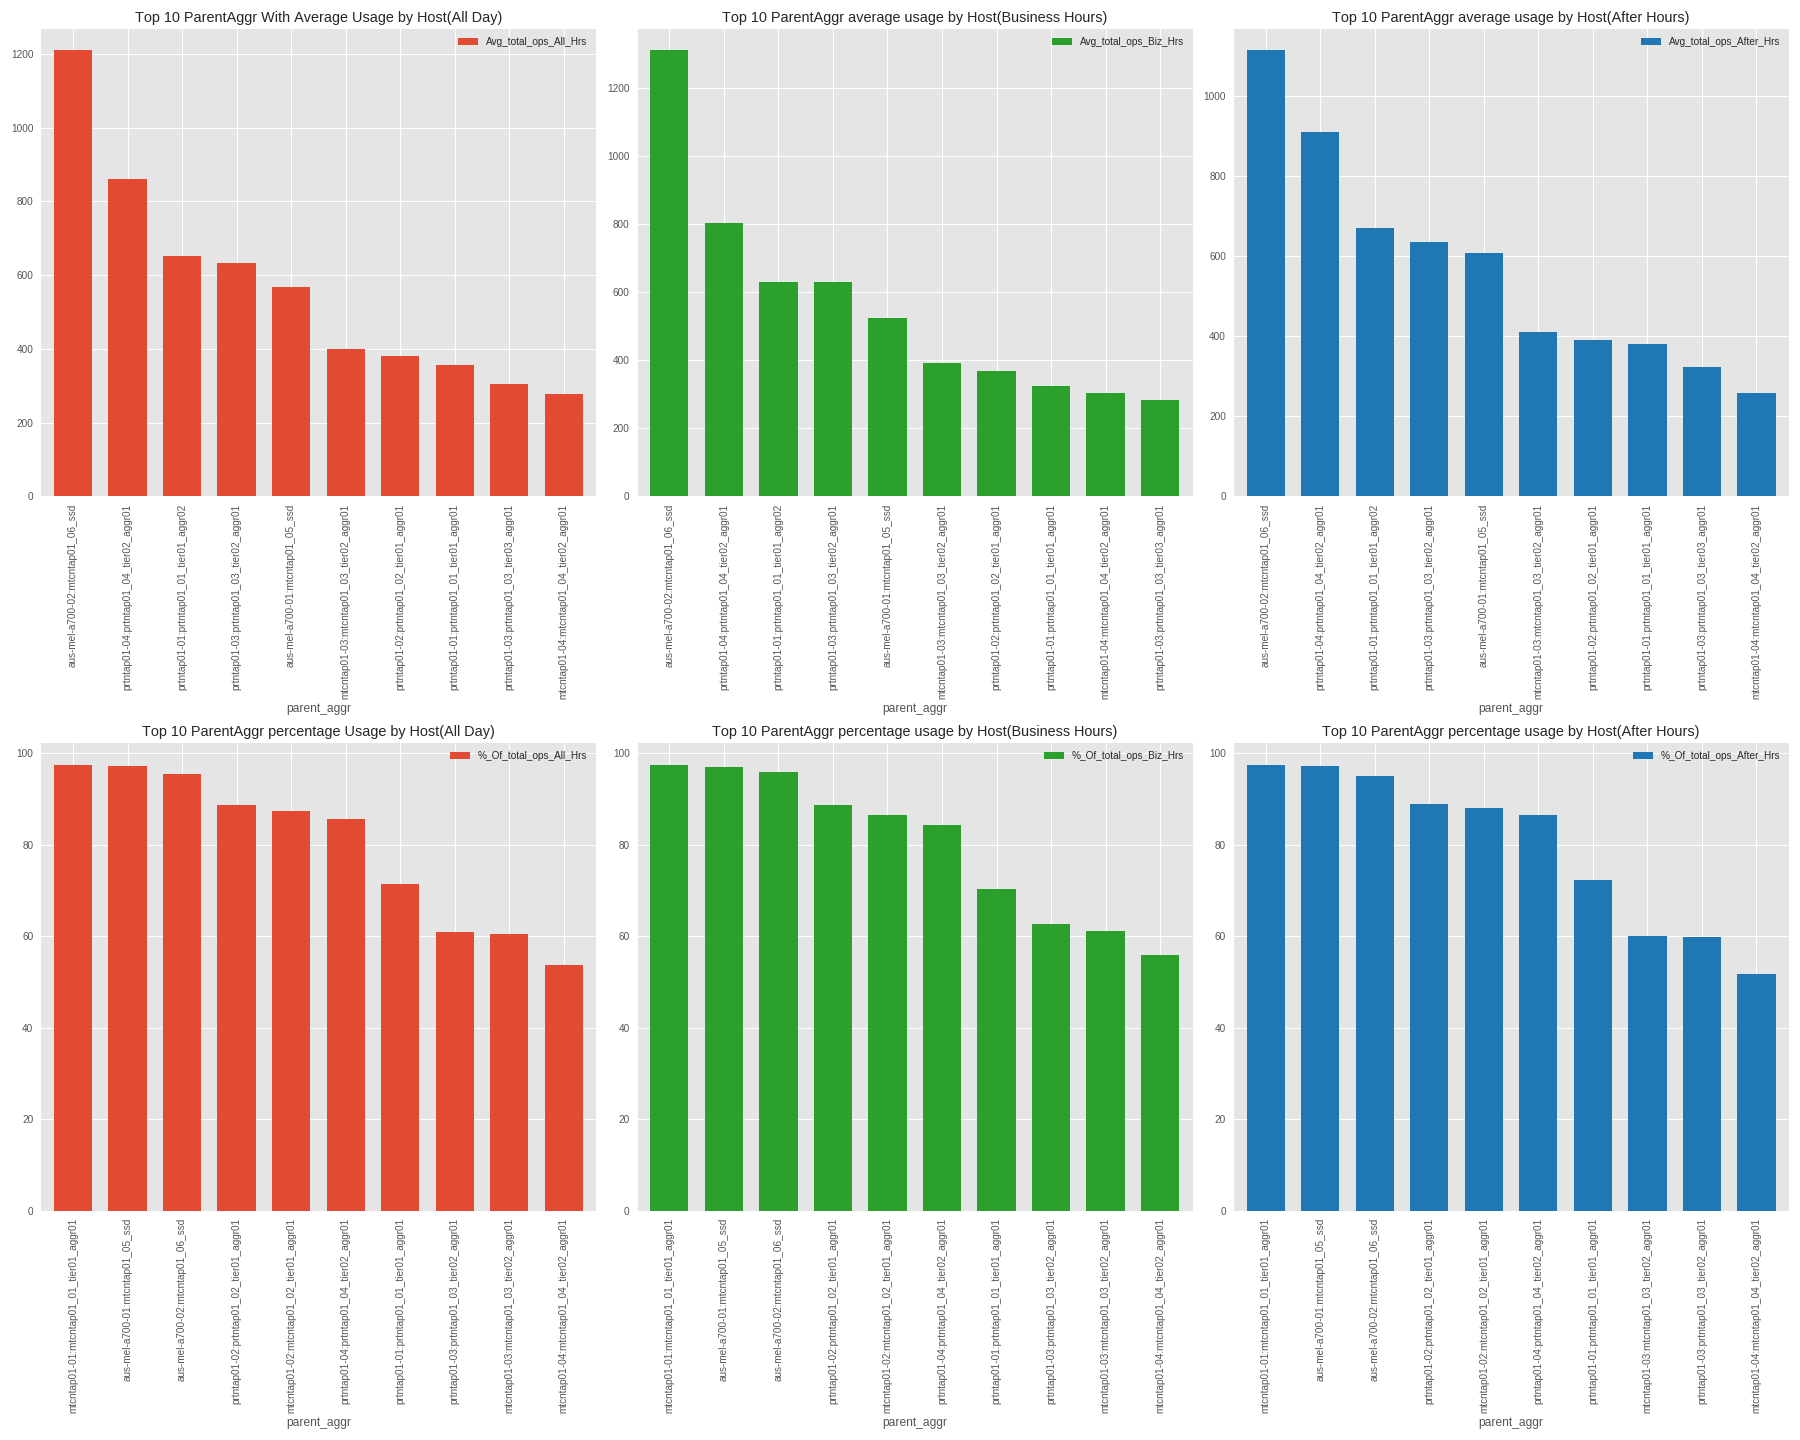 Top 10 ParentAggr With Average Usage by Host(All Day)
Avg_total_ops_All_Hrs
1200
1000
800
600
400
200
0
aus-mel-a700-02:mtcntap01_06_ssd
prtntap01-04:prtntap01_04_tier02_aggr01
prtntap01-01:prtntap01_01_tier01_aggr02
prtntap01-03:prtntap01_03_tier02_aggr01
aus-mel-a700-01:mtcntap01_05_ssd
mtcntap01-03:mtcntap01_03_tier02_aggr01
prtntap01-02:prtntap01_02_tier01_aggr01
prtntap01-01:prtntap01_01_tier01_aggr01
prtntap01-03:prtntap01_03_tier03_aggr01
mtcntap01-04:mtcntap01_04_tier02_aggr01
parent_aggr
Top 10 ParentAggr average usage by Host(Business Hours)
Avg_total_ops_Biz_Hrs
1200
1000
800
600
400
200
0
aus-mel-a700-02:mtcntap01_06_ssd
prtntap01-04:prtntap01_04_tier02_aggr01
prtntap01-01:prtntap01_01_tier01_aggr02
prtntap01-03:prtntap01_03_tier02_aggr01
aus-mel-a700-01:mtcntap01_05_ssd
mtcntap01-03:mtcntap01_03_tier02_aggr01
prtntap01-02:prtntap01_02_tier01_aggr01
prtntap01-01:prtntap01_01_tier01_aggr01
mtcntap01-04:mtcntap01_04_tier02_aggr01
prtntap01-03:prtntap01_03_tier03_aggr01
parent_aggr
Top 10 ParentAggr average usage by Host(After Hours)
Avg_total_ops_After_Hrs
1000
800
600
400
200
0
aus-mel-a700-02:mtcntap01_06_ssd
prtntap01-04:prtntap01_04_tier02_aggr01
prtntap01-01:prtntap01_01_tier01_aggr02
prtntap01-03:prtntap01_03_tier02_aggr01
aus-mel-a700-01:mtcntap01_05_ssd
mtcntap01-03:mtcntap01_03_tier02_aggr01
prtntap01-02:prtntap01_02_tier01_aggr01
prtntap01-01:prtntap01_01_tier01_aggr01
prtntap01-03:prtntap01_03_tier03_aggr01
mtcntap01-04:mtcntap01_04_tier02_aggr01
parent_aggr
Top 10 ParentAggr percentage Usage by Host(All Day)
%_Of_total_ops_All_Hrs
100
80
60
40
20
0
mtcntap01-01:mtcntap01_01_tier01_aggr01
aus-mel-a700-01:mtcntap01_05_ssd
aus-mel-a700-02:mtcntap01_06_ssd
prtntap01-02:prtntap01_02_tier01_aggr01
mtcntap01-02:mtcntap01_02_tier01_aggr01
prtntap01-04:prtntap01_04_tier02_aggr01
prtntap01-01:prtntap01_01_tier01_aggr01
prtntap01-03:prtntap01_03_tier02_aggr01
mtcntap01-03:mtcntap01_03_tier02_aggr01
mtcntap01-04:mtcntap01_04_tier02_aggr01
parent_aggr
Top 10 ParentAggr percentage usage by Host(Business Hours)
%_Of_total_ops_Biz_Hrs
100
80
60
40
20
0
mtcntap01-01:mtcntap01_01_tier01_aggr01
aus-mel-a700-01:mtcntap01_05_ssd
aus-mel-a700-02:mtcntap01_06_ssd
prtntap01-02:prtntap01_02_tier01_aggr01
mtcntap01-02:mtcntap01_02_tier01_aggr01
prtntap01-04:prtntap01_04_tier02_aggr01
prtntap01-01:prtntap01_01_tier01_aggr01
prtntap01-03:prtntap01_03_tier02_aggr01
mtcntap01-03:mtcntap01_03_tier02_aggr01
mtcntap01-04:mtcntap01_04_tier02_aggr01
parent_aggr
Top 10 ParentAggr percentage usage by Host(After Hours)
%_Of_total_ops_After_Hrs
100
80
60
40
20
0
mtcntap01-01:mtcntap01_01_tier01_aggr01
aus-mel-a700-01:mtcntap01_05_ssd
aus-mel-a700-02:mtcntap01_06_ssd
prtntap01-02:prtntap01_02_tier01_aggr01
mtcntap01-02:mtcntap01_02_tier01_aggr01
prtntap01-04:prtntap01_04_tier02_aggr01
prtntap01-01:prtntap01_01_tier01_aggr01
mtcntap01-03:mtcntap01_03_tier02_aggr01
prtntap01-03:prtntap01_03_tier02_aggr01
mtcntap01-04:mtcntap01_04_tier02_aggr01
parent_aggr